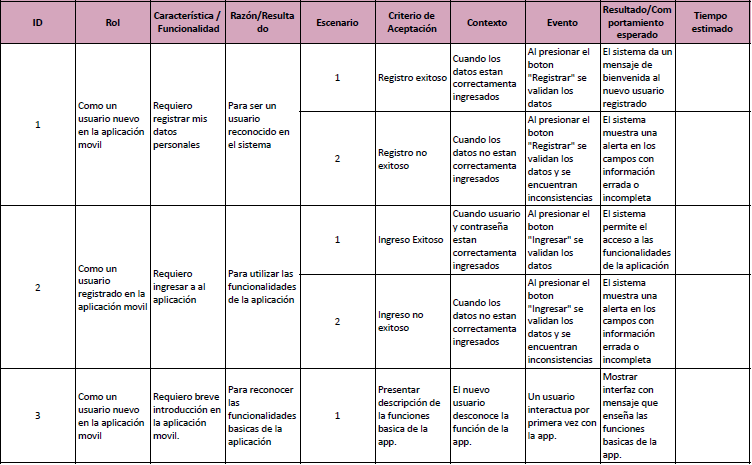 ID
Rol
Característica /
Funcionalidad
Razón/Resulta
do
Escenario
Criterio de
Aceptación
Contexto
Evento
Resultado/Com
portamiento
esperado
Tiempo
estimado
1
Como un
usuario nuevo
en la aplicación
movil
Requiero
registrar mis
datos
personales
Para ser un
usuario
reconocido en
el sistema
1
Registro exitoso
Cuando los
datos estan
correctamenta
ingresados
Al presionar el
boton
"Registrar" se
validan los
datos
El sistema da un
mensaje de
bienvenida al
nuevo usuario
registrado
2
Registro no
exitoso
Cuando los
datos no estan
correctamenta
ingresados
Al presionar el
boton
"Registrar" se
validan los
datos y se
encuentran
inconsistencias
El sistema
muestra una
alerta en los
campos con
información
errada o
incompleta
2
Como un
usuario
registrado en la
aplicación movil
Requiero
ingresar a al
aplicación
Para utilizar las
funcionalidades
de la aplicación
1
Ingreso Exitoso
Cuando usuario
y contraseña
estan
correctamenta
ingresados
Al presionar el
boton
"Ingresar" se
validan los
datos
El sistema
permite el
acceso a las
funcionalidades
de la aplicación
2
Ingreso no
exitoso
Cuando los
datos no estan
correctamenta
ingresados
Al presionar el
boton
"Ingresar" se
validan los
datos y se
encuentran
inconsistencias
El sistema
muestra una
alerta en los
campos con
información
errada o
incompleta
3
Como un
usuario nuevo
en la aplicación
movil
Requiero breve
introducción en
la aplicación
movil.
Para reconocer
las
funcionalidades
basicas de la
aplicación
1
Presentar
descripción de
la funciones
basica de la
app.
El nuevo
usuario
desconoce la
función de la
app.
Un usuario
interactua por
primera vez con
la app.
Mostrar
interfaz con
mensaje que
enseña las
funciones
basicas de la
app.